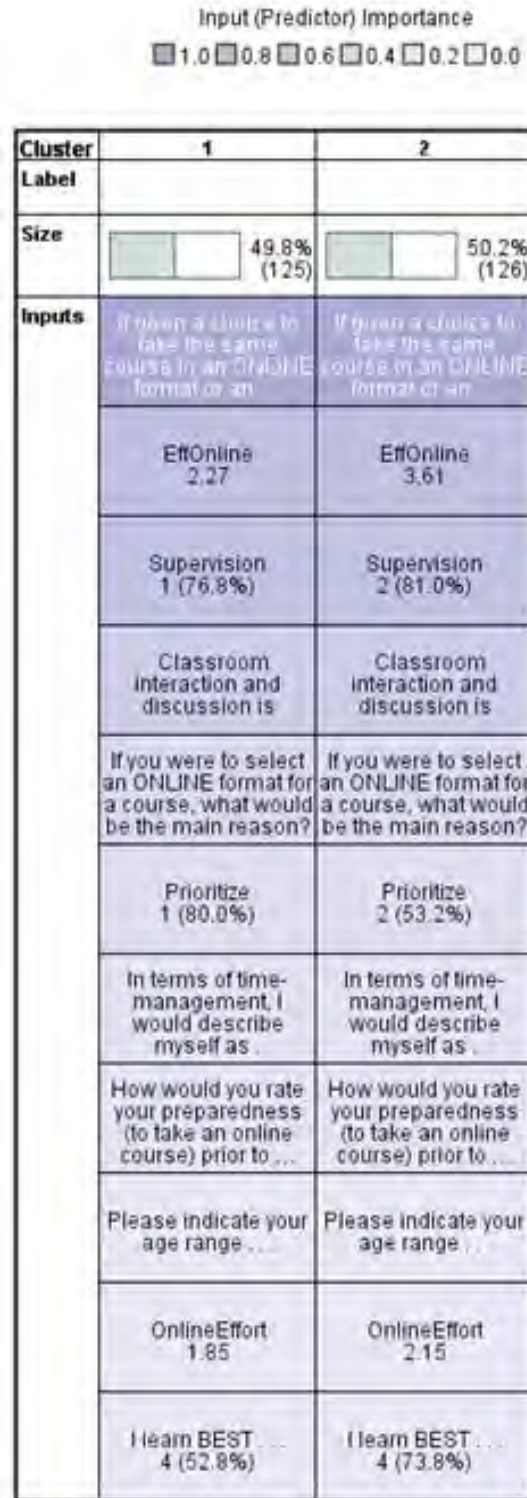 Input (Predictor) Importance
1.0 0.8 0.6 0.4 0.2 0.0
Cluster 1 2
Label
Size 49.8% (125) 50.2% (126)
Inputs
If given a choice to take the same course in an ONLINE format or an
If given a choice to take the same course in an ONLINE format or an
EffOnline 2.27
EffOnline 3.61
Supervision 1 (76.8%)
Supervision 2 (81.0%)
Classroom interaction and discussion is
Classroom interaction and discussion is
If you were to select an ONLINE format for a course, what would be the main reason?
If you were to select an ONLINE format for a course, what would be the main reason?
Prioritize 1 (80.0%)
Prioritize 2 (53.2%)
In terms of time-management, I would describe myself as .
In terms of time-management, I would describe myself as .
How would you rate your preparedness (to take an online course) prior to ...
How would you rate your preparedness (to take an online course) prior to ...
Please indicate your age range . . .
Please indicate your age range . .
OnlineEffort 1.85
OnlineEffort 2.15
I learn BEST . . . 4 (52.8%)
I learn BEST . . . 4 (73.8%)